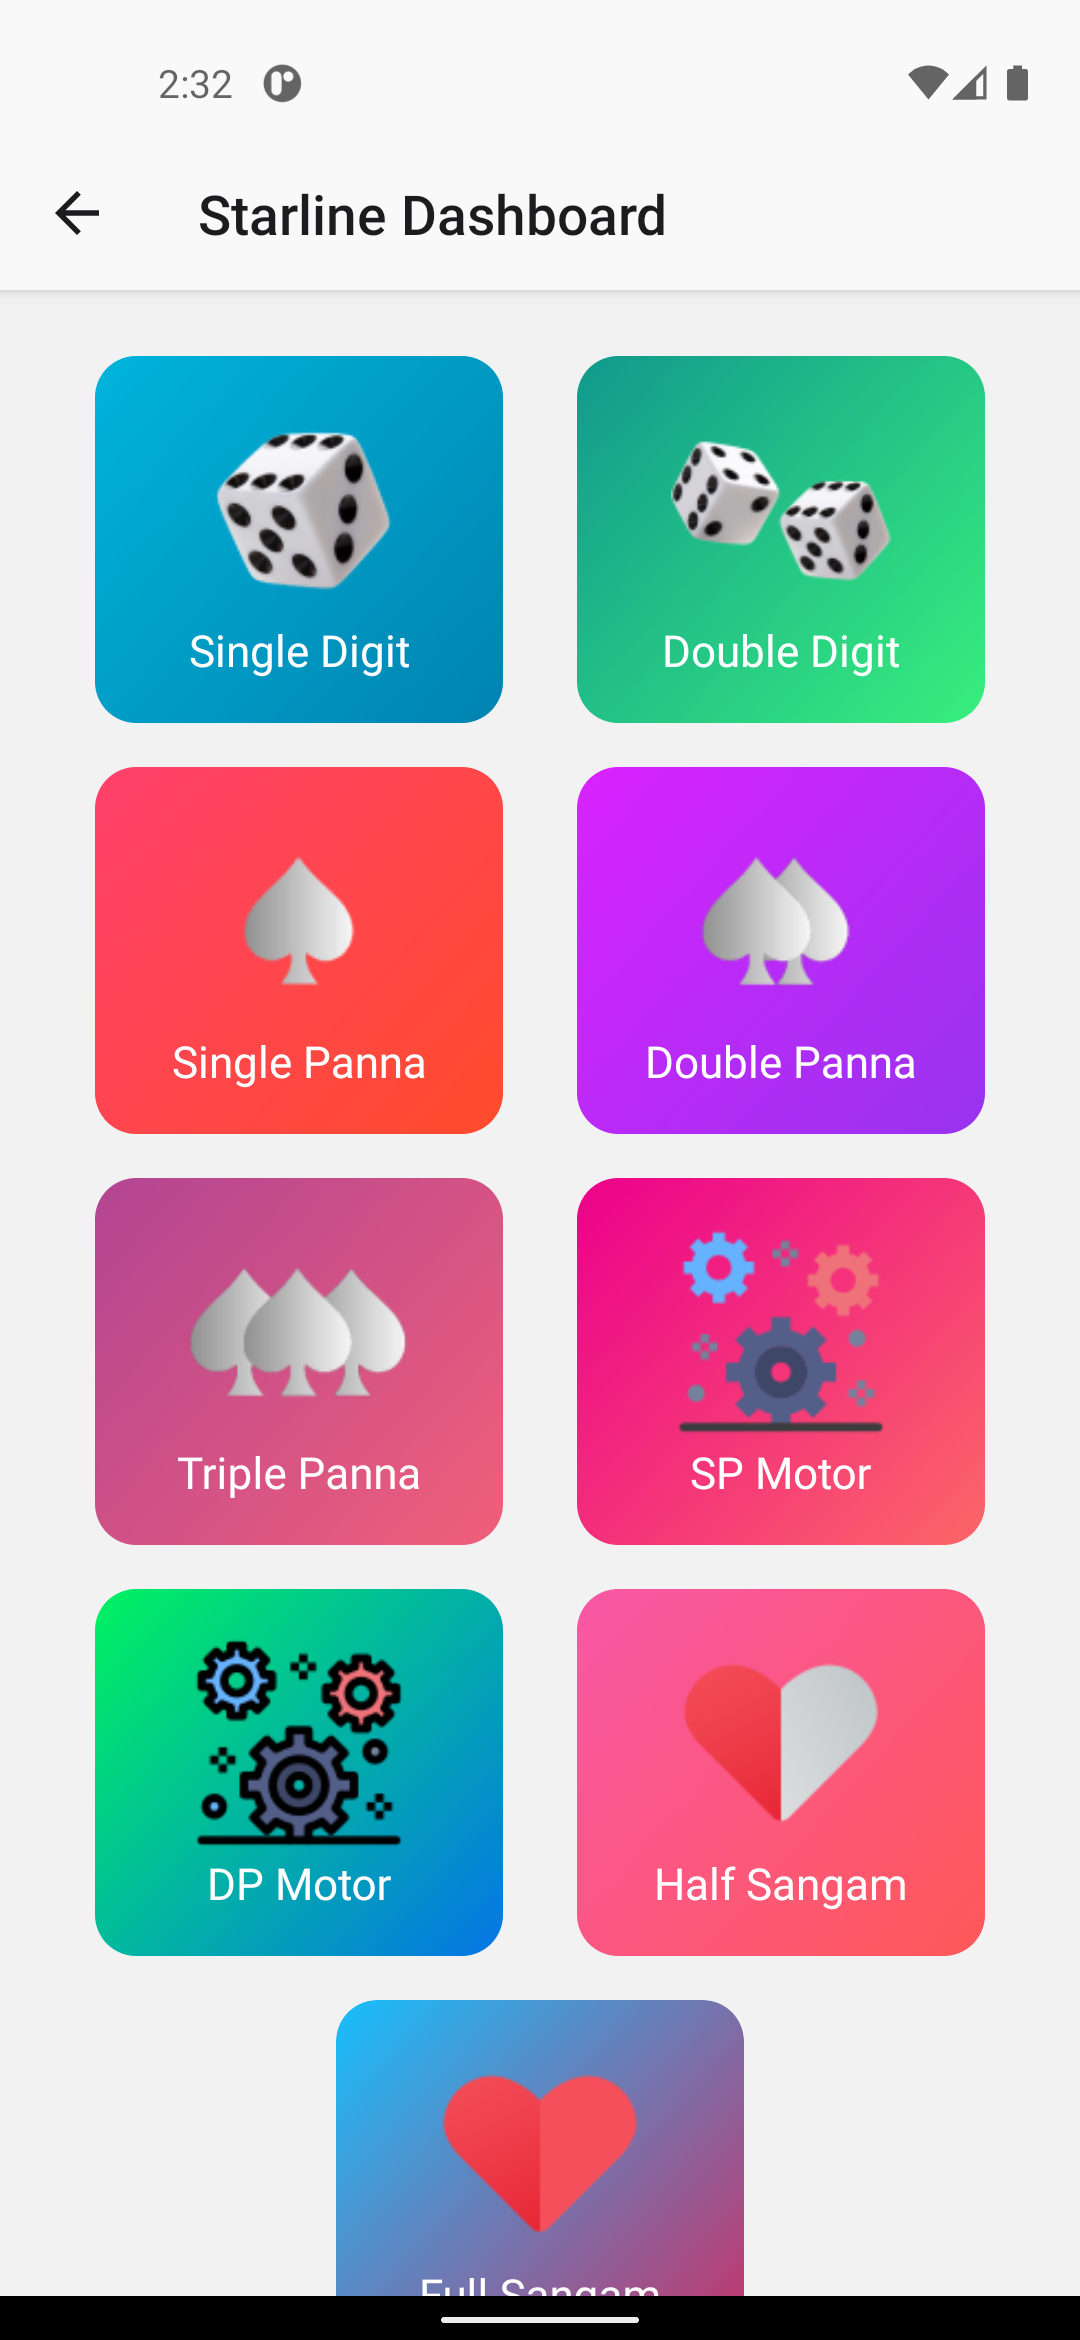 2:32
Starline Dashboard
Single Digit
Double Digit
Single Panna
Double Panna
Triple Panna
SP Motor
DP Motor
Half Sangam
Full Sangam